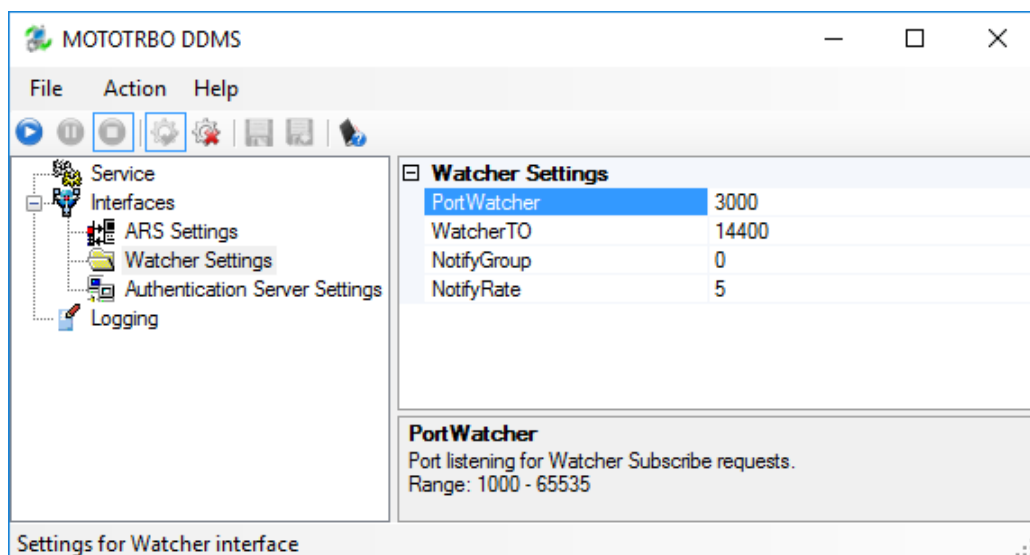 MOTOTRBO DDMS
File Action Help
Service
Interfaces
ARS Settings
Watcher Settings
Authentication Server Settings
Logging
Watcher Settings
PortWatcher 3000
WatcherTO 14400
NotifyGroup 0
NotifyRate 5
PortWatcher
Port listening for Watcher Subscribe requests.
Range: 1000 - 65535
Settings for Watcher interface